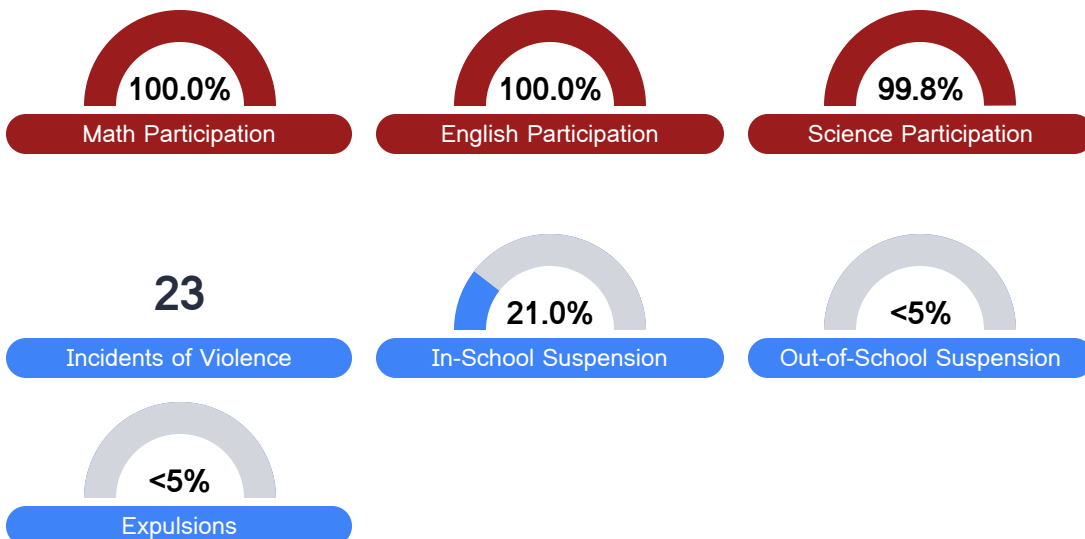 100.0%
Math Participation
100.0%
English Participation
99.8%
Science Participation
23
Incidents of Violence
21.0%
In-School Suspension
<5%
Out-of-School Suspension
<5%
Expulsions